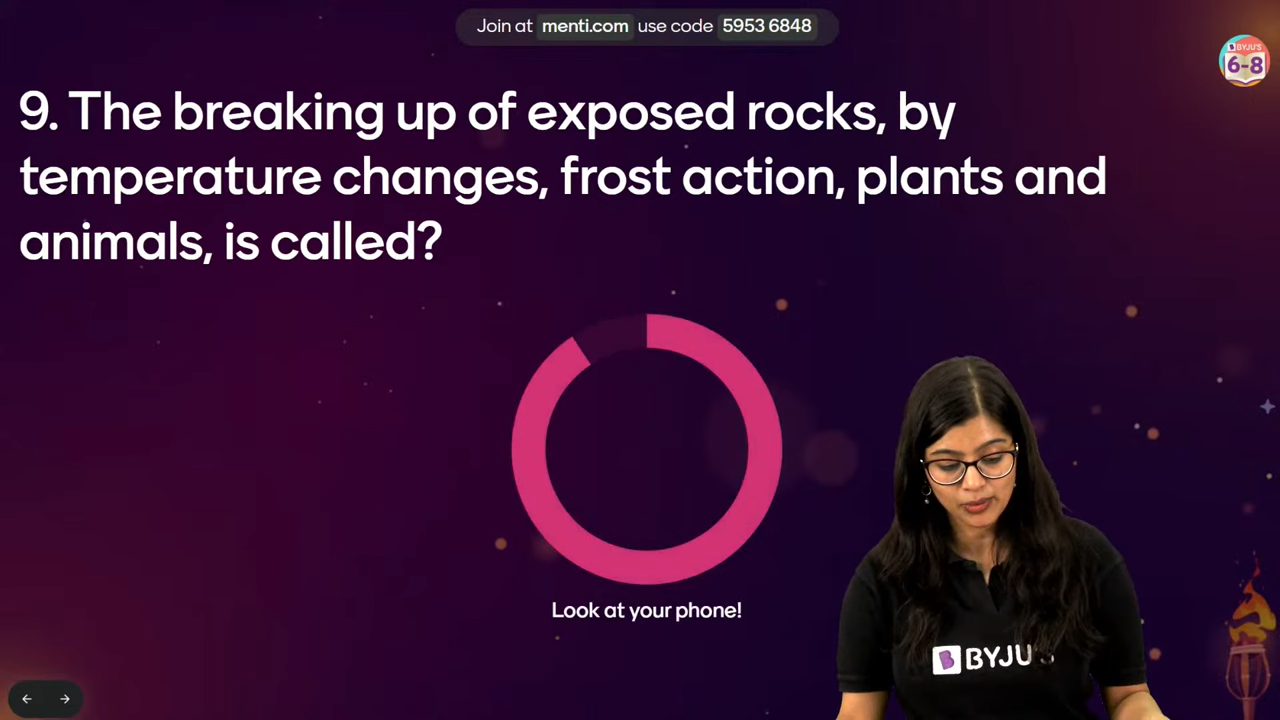 Join at menti.com use code 5953 6848
BYJU'S
6-8
9. The breaking up of exposed rocks, by
temperature changes, frost action, plants and
animals, is called?
Look at your phone!
BYJU'S